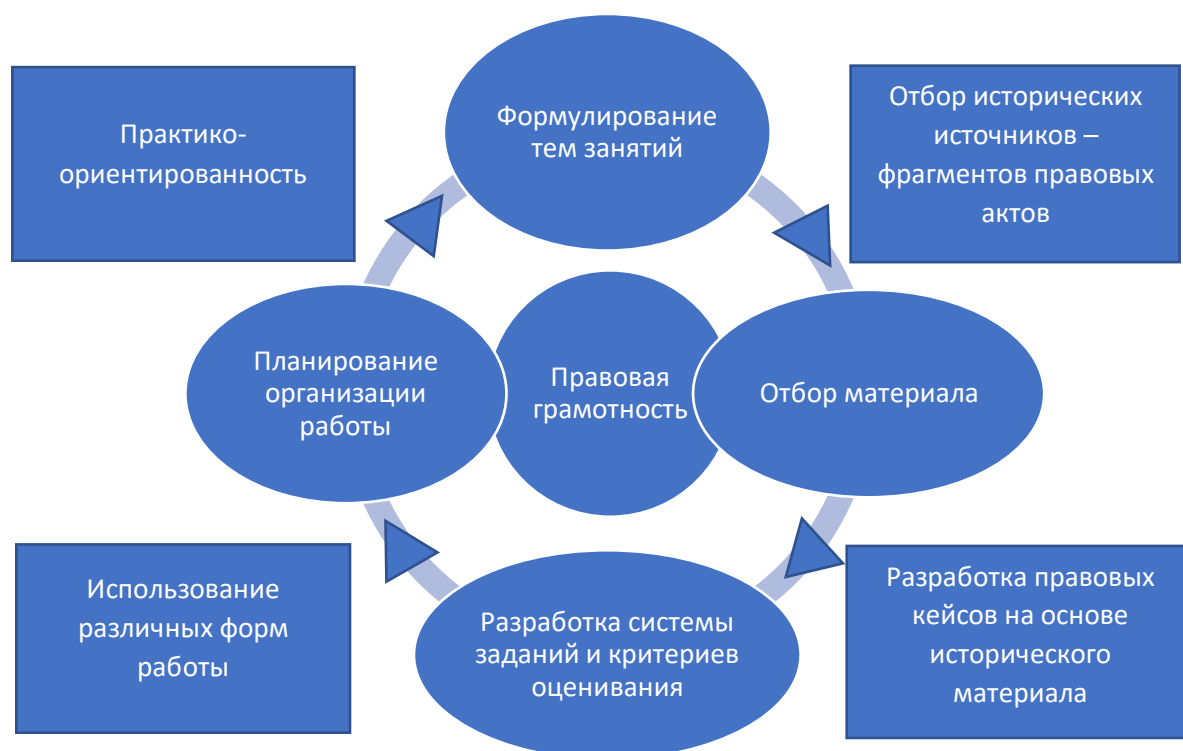 Практико-
ориентированность
Формулирование
тем занятий
Отбор исторических
источников –
фрагментов правовых
актов
Планирование
организации
работы
Правовая
грамотность
Отбор материала
Использование
различных форм
работы
Разработка системы
заданий и критериев
оценивания
Разработка правовых
кейсов на основе
исторического
материала